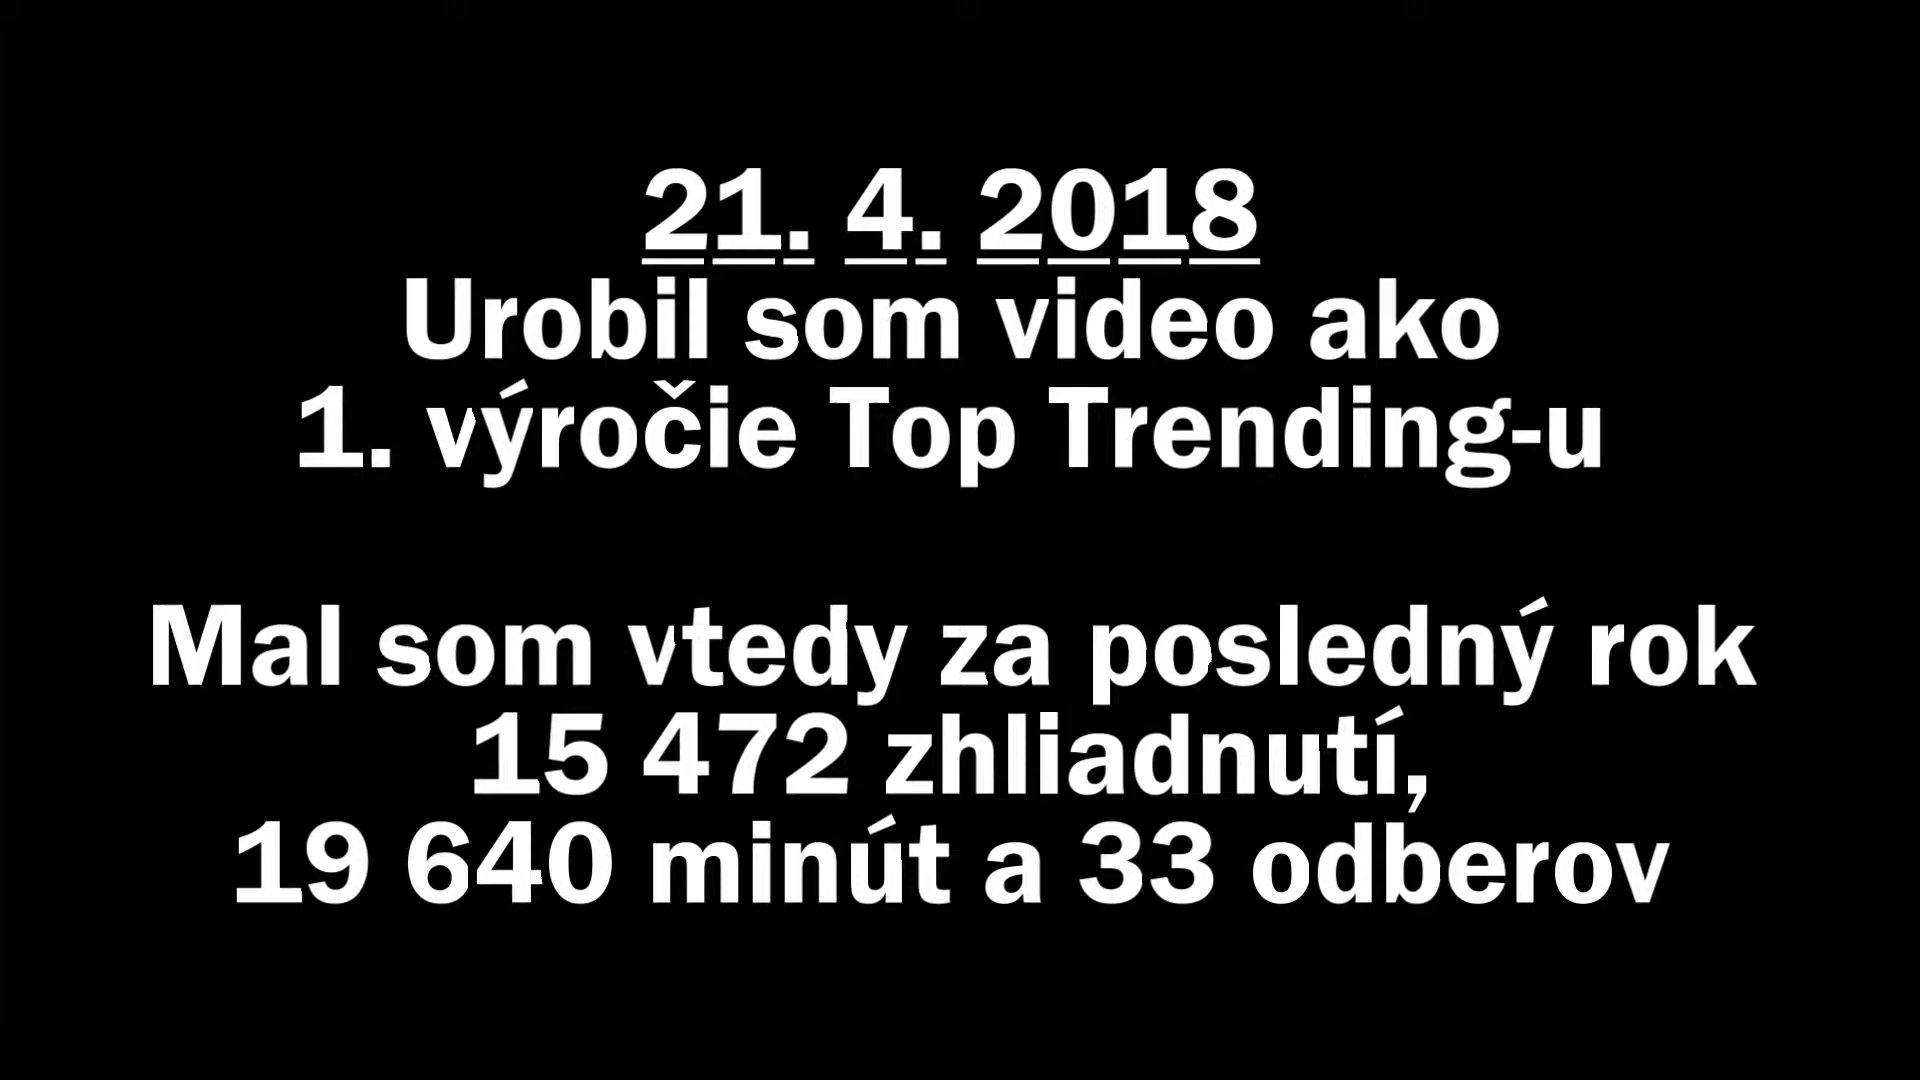 21. 4. 2018
Urobil som video ako
1. výročie Top Trending-u
Mal som vtedy za posledný rok
15 472 zhliadnutí,
19 640 minút a 33 odberov